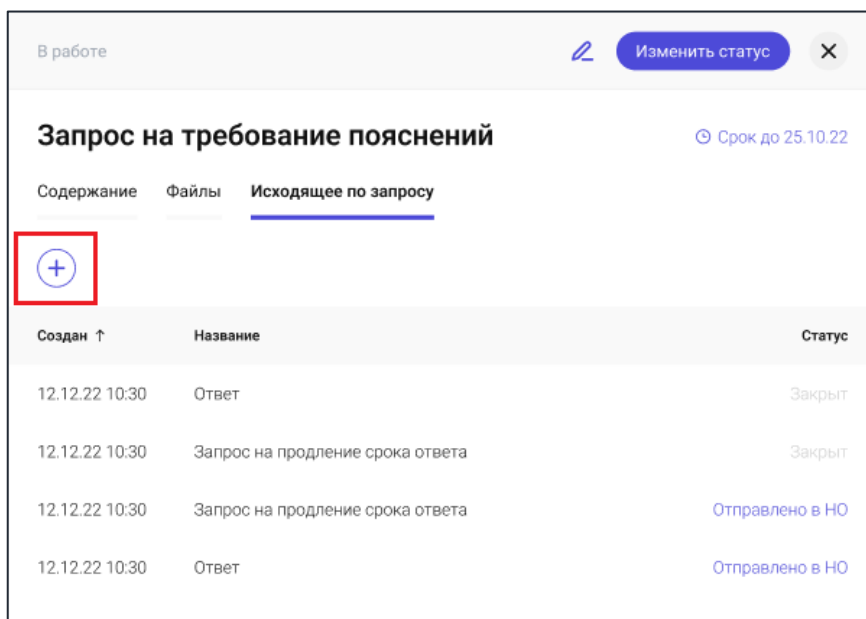 В работе
Изменить статус
Запрос на требование пояснений
Срок до 25.10.22
Содержание Файлы Исходящее по запросу
Создан ↑ Название Статус
12.12.22 10:30 Ответ Закрыт
12.12.22 10:30 Запрос на продление срока ответа Закрыт
12.12.22 10:30 Запрос на продление срока ответа Отправлено в НО
12.12.22 10:30 Ответ Отправлено в НО